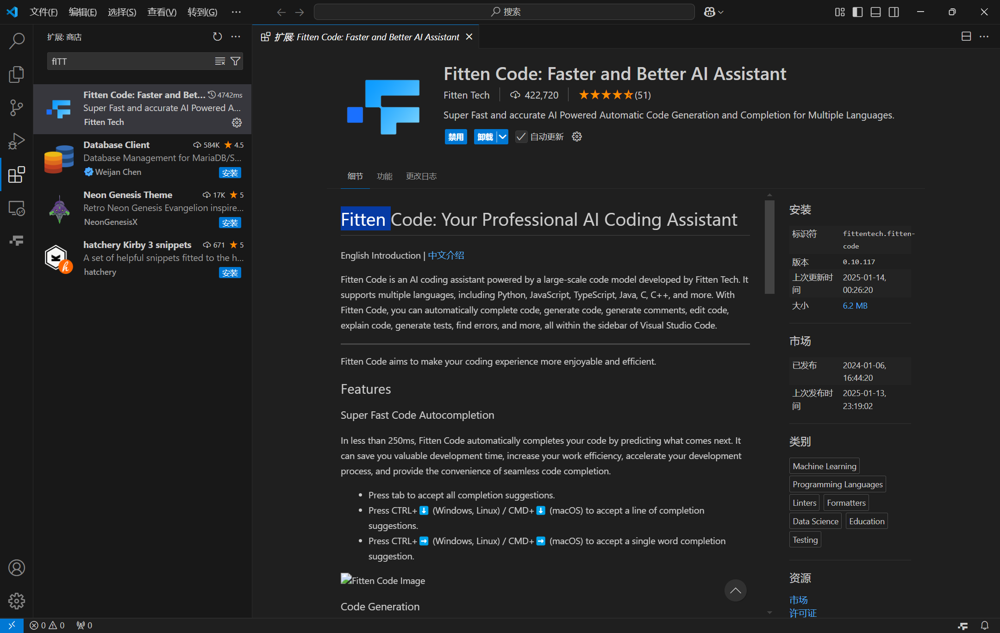 文件(F) 编辑(E) 选择(S) 查看(V) 转到(G) ··· 搜索
扩展: 商店
fITT
Fitten Code: Faster and Bet... 4742ms
Super Fast and accurate AI Powered A...
Fitten Tech
Database Client 584K 4.5
Database Management for MariaDB/S...
Weijan Chen 安装
Neon Genesis Theme 17K 5
Retro Neon Genesis Evangelion inspire...
NeonGenesisX 安装
hatchery Kirby 3 snippets 671 5
A set of helpful snippets fitted to the h...
hatchery 安装
扩展: Fitten Code: Faster and Better AI Assistant
Fitten Code: Faster and Better AI Assistant
Fitten Tech 422,720 (51)
Super Fast and accurate AI Powered Automatic Code Generation and Completion for Multiple Languages.
禁用 卸载 自动更新
细节 功能 更改日志
Fitten Code: Your Professional AI Coding Assistant
English Introduction | 中文介绍
Fitten Code is an AI coding assistant powered by a large-scale code model developed by Fitten Tech. It
supports multiple languages, including Python, JavaScript, TypeScript, Java, C, C++, and more. With
Fitten Code, you can automatically complete code, generate code, generate comments, edit code,
explain code, generate tests, find errors, and more, all within the sidebar of Visual Studio Code.
Fitten Code aims to make your coding experience more enjoyable and efficient.
Features
Super Fast Code Autocompletion
In less than 250ms, Fitten Code automatically completes your code by predicting what comes next. It
can save you valuable development time, increase your work efficiency, accelerate your development
process, and provide the convenience of seamless code completion.
• Press tab to accept all completion suggestions.
• Press CTRL+⬇️ (Windows, Linux) / CMD+⬇️ (macOS) to accept a line of completion
suggestions.
• Press CTRL+➡️ (Windows, Linux) / CMD+➡️ (macOS) to accept a single word completion
suggestion.
Fitten Code Image
Code Generation
安装
标识符 fittentech.fitten-
code
版本 0.10.117
上次更新时 2025-01-14,
间 00:26:20
大小 6.2 MB
市场
已发布 2024-01-06,
16:44:20
上次发布时 2025-01-13,
间 23:19:02
类别
Machine Learning
Programming Languages
Linters Formatters
Data Science Education
Testing
资源
市场
许可证
0 0 0